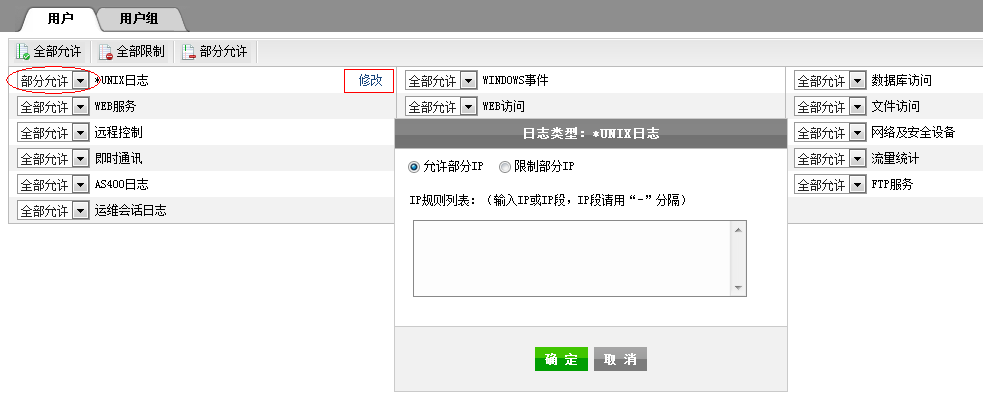 用户 用户组
全部允许 全部限制 部分允许
部分允许 *UNIX日志 修改 全部允许 WINDOWS事件 全部允许 数据库访问
全部允许 WEB服务 全部允许 WEB访问 全部允许 文件访问
全部允许 远程控制 全部允许 网络及安全设备
全部允许 即时通讯 全部允许 流量统计
全部允许 AS400日志 全部允许 FTP服务
全部允许 运维会话日志
日志类型：*UNIX日志
允许部分IP 限制部分IP
IP规则列表：（输入IP或IP段，IP段请用“-”分隔）
确 定 取 消